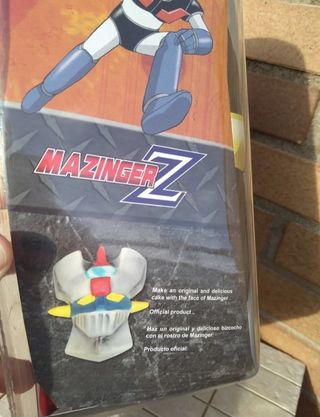 MAZINGER Z
Make an original and delicious
cake with the face of Mazinger.
Official product.
Haz un original y delicioso bizcocho
con el rostro de Mazinger.
Producto oficial.